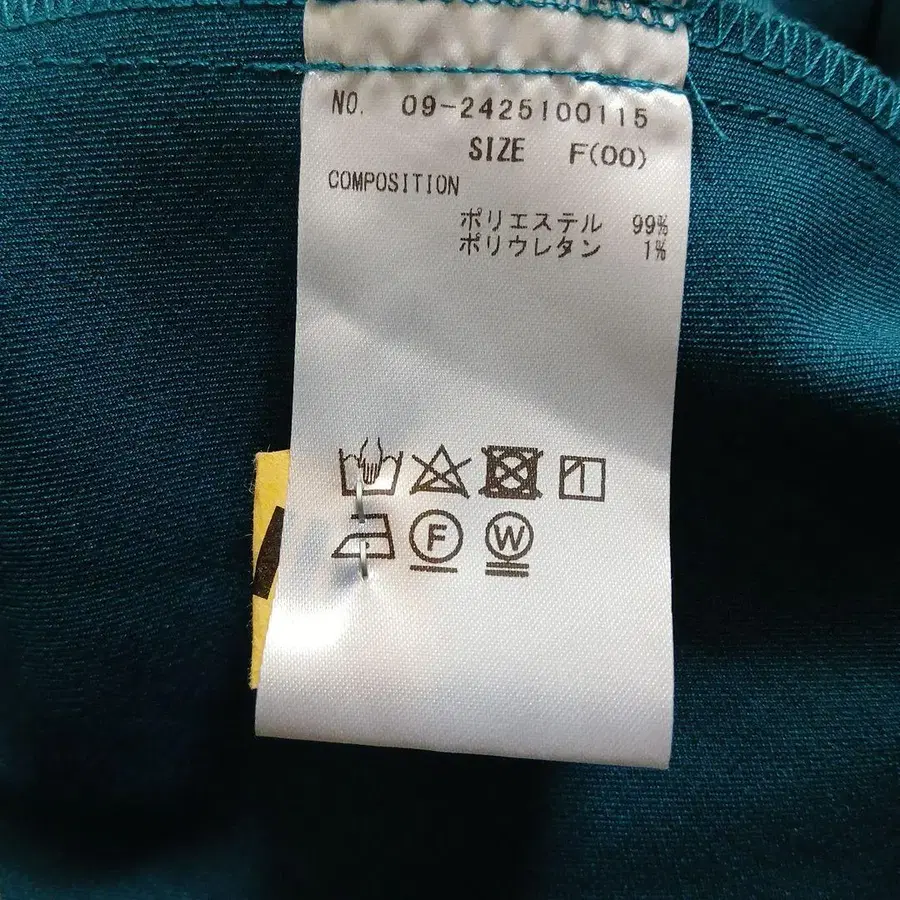 NO. 09-2425100115
SIZE F(00)
COMPOSITION
ポリエステル 99%
ポリウレタン 1%
F W